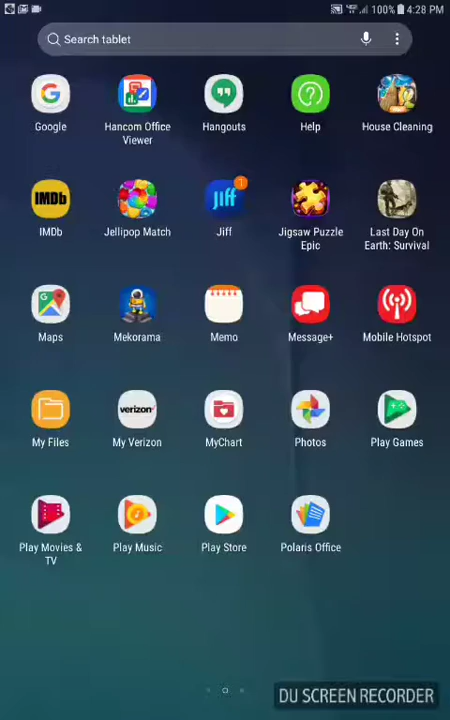 100% 4:28 PM
Search tablet
Google
Hancom Office
Viewer
Hangouts
Help
House Cleaning
IMDb
IMDb
Jellipop Match
Jiff
1
Jiff
Jigsaw Puzzle
Epic
Last Day On
Earth: Survival
Maps
Mekorama
Memo
Message+
Mobile Hotspot
My Files
verizon
My Verizon
MyChart
Photos
Play Games
Play Movies &
TV
Play Music
Play Store
Polaris Office
DU SCREEN RECORDER